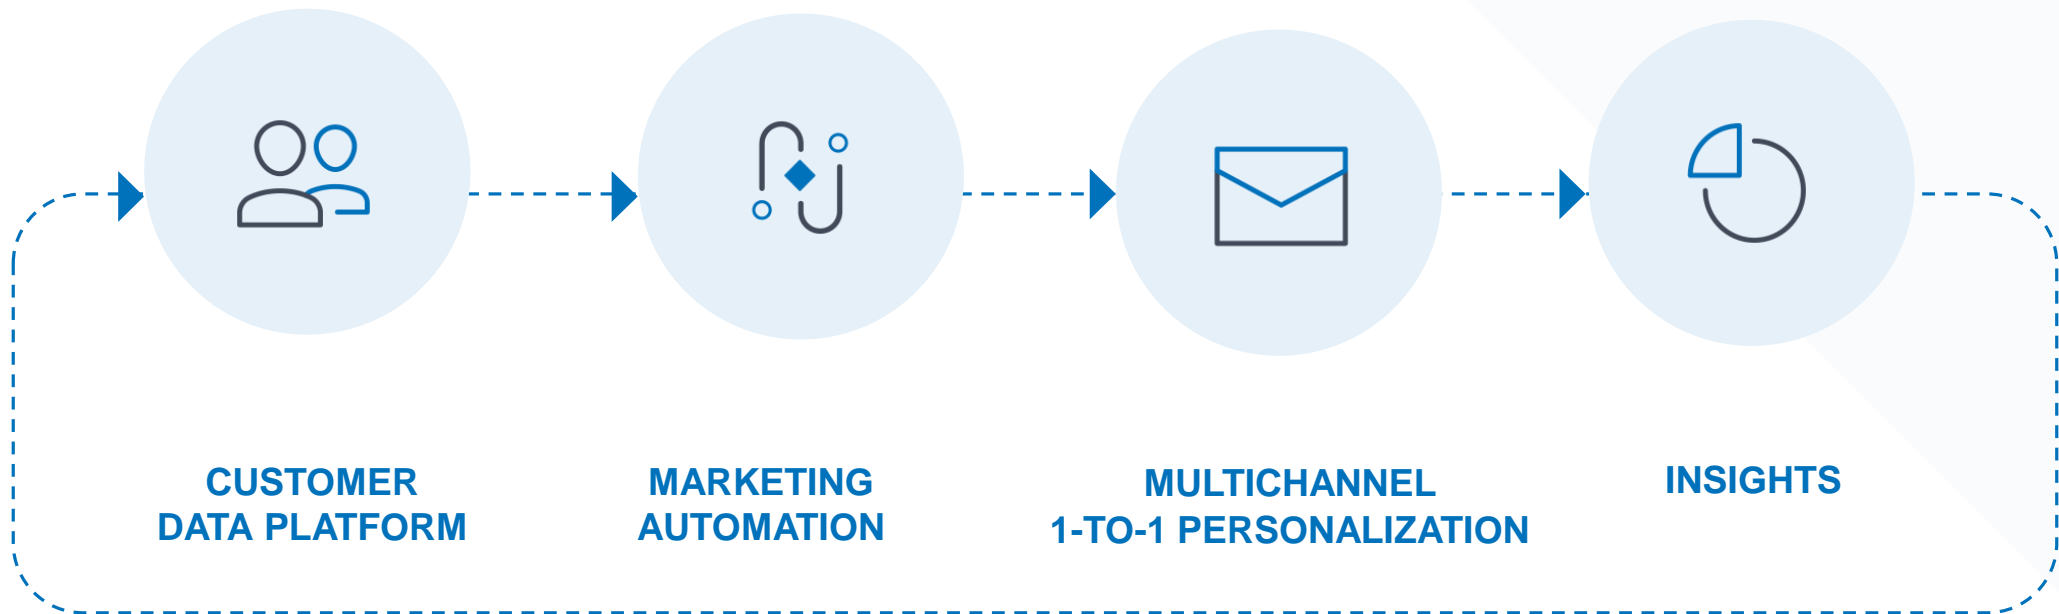 CUSTOMER
DATA PLATFORM
MARKETING
AUTOMATION
MULTICHANNEL
1-TO-1 PERSONALIZATION
INSIGHTS